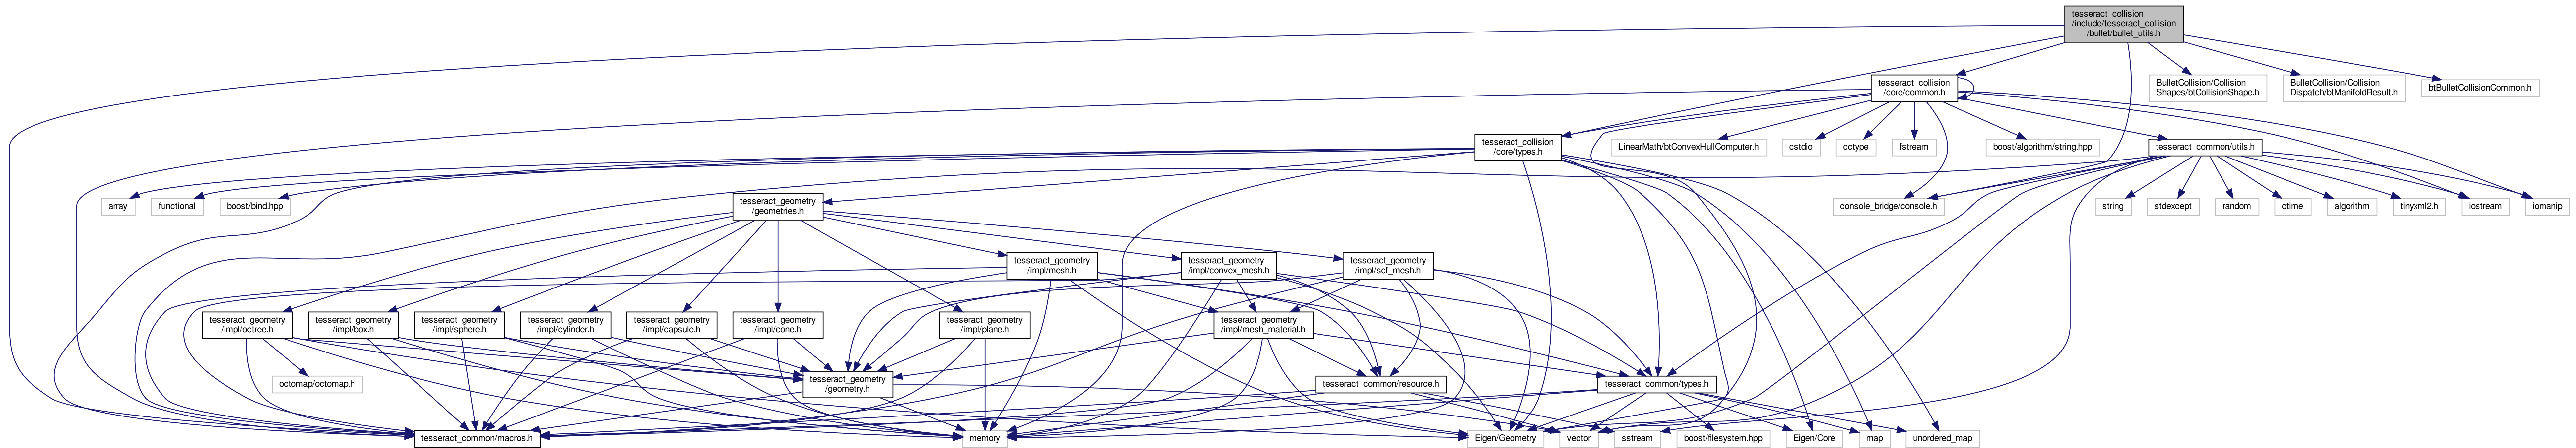 tesseract_collision
/include/tesseract_collision
/bullet/bullet_utils.h
tesseract_collision
/core/common.h
BulletCollision/Collision
Shapes/btCollisionShape.h
BulletCollision/Collision
Dispatch/btManifoldResult.h
btBulletCollisionCommon.h
tesseract_collision
/core/types.h
LinearMath/btConvexHullComputer.h
cstdio
cctype
fstream
boost/algorithm/string.hpp
tesseract_common/utils.h
array
functional
boost/bind.hpp
tesseract_geometry
/geometries.h
console_bridge/console.h
string
stdexcept
random
ctime
algorithm
tinyxml2.h
iostream
iomanip
tesseract_geometry
/impl/mesh.h
tesseract_geometry
/impl/convex_mesh.h
tesseract_geometry
/impl/sdf_mesh.h
tesseract_geometry
/impl/octree.h
tesseract_geometry
/impl/box.h
tesseract_geometry
/impl/sphere.h
tesseract_geometry
/impl/cylinder.h
tesseract_geometry
/impl/capsule.h
tesseract_geometry
/impl/cone.h
tesseract_geometry
/impl/plane.h
tesseract_geometry
/impl/mesh_material.h
octomap/octomap.h
tesseract_geometry
/geometry.h
tesseract_common/resource.h
tesseract_common/types.h
tesseract_common/macros.h
memory
Eigen/Geometry
vector
sstream
boost/filesystem.hpp
Eigen/Core
map
unordered_map